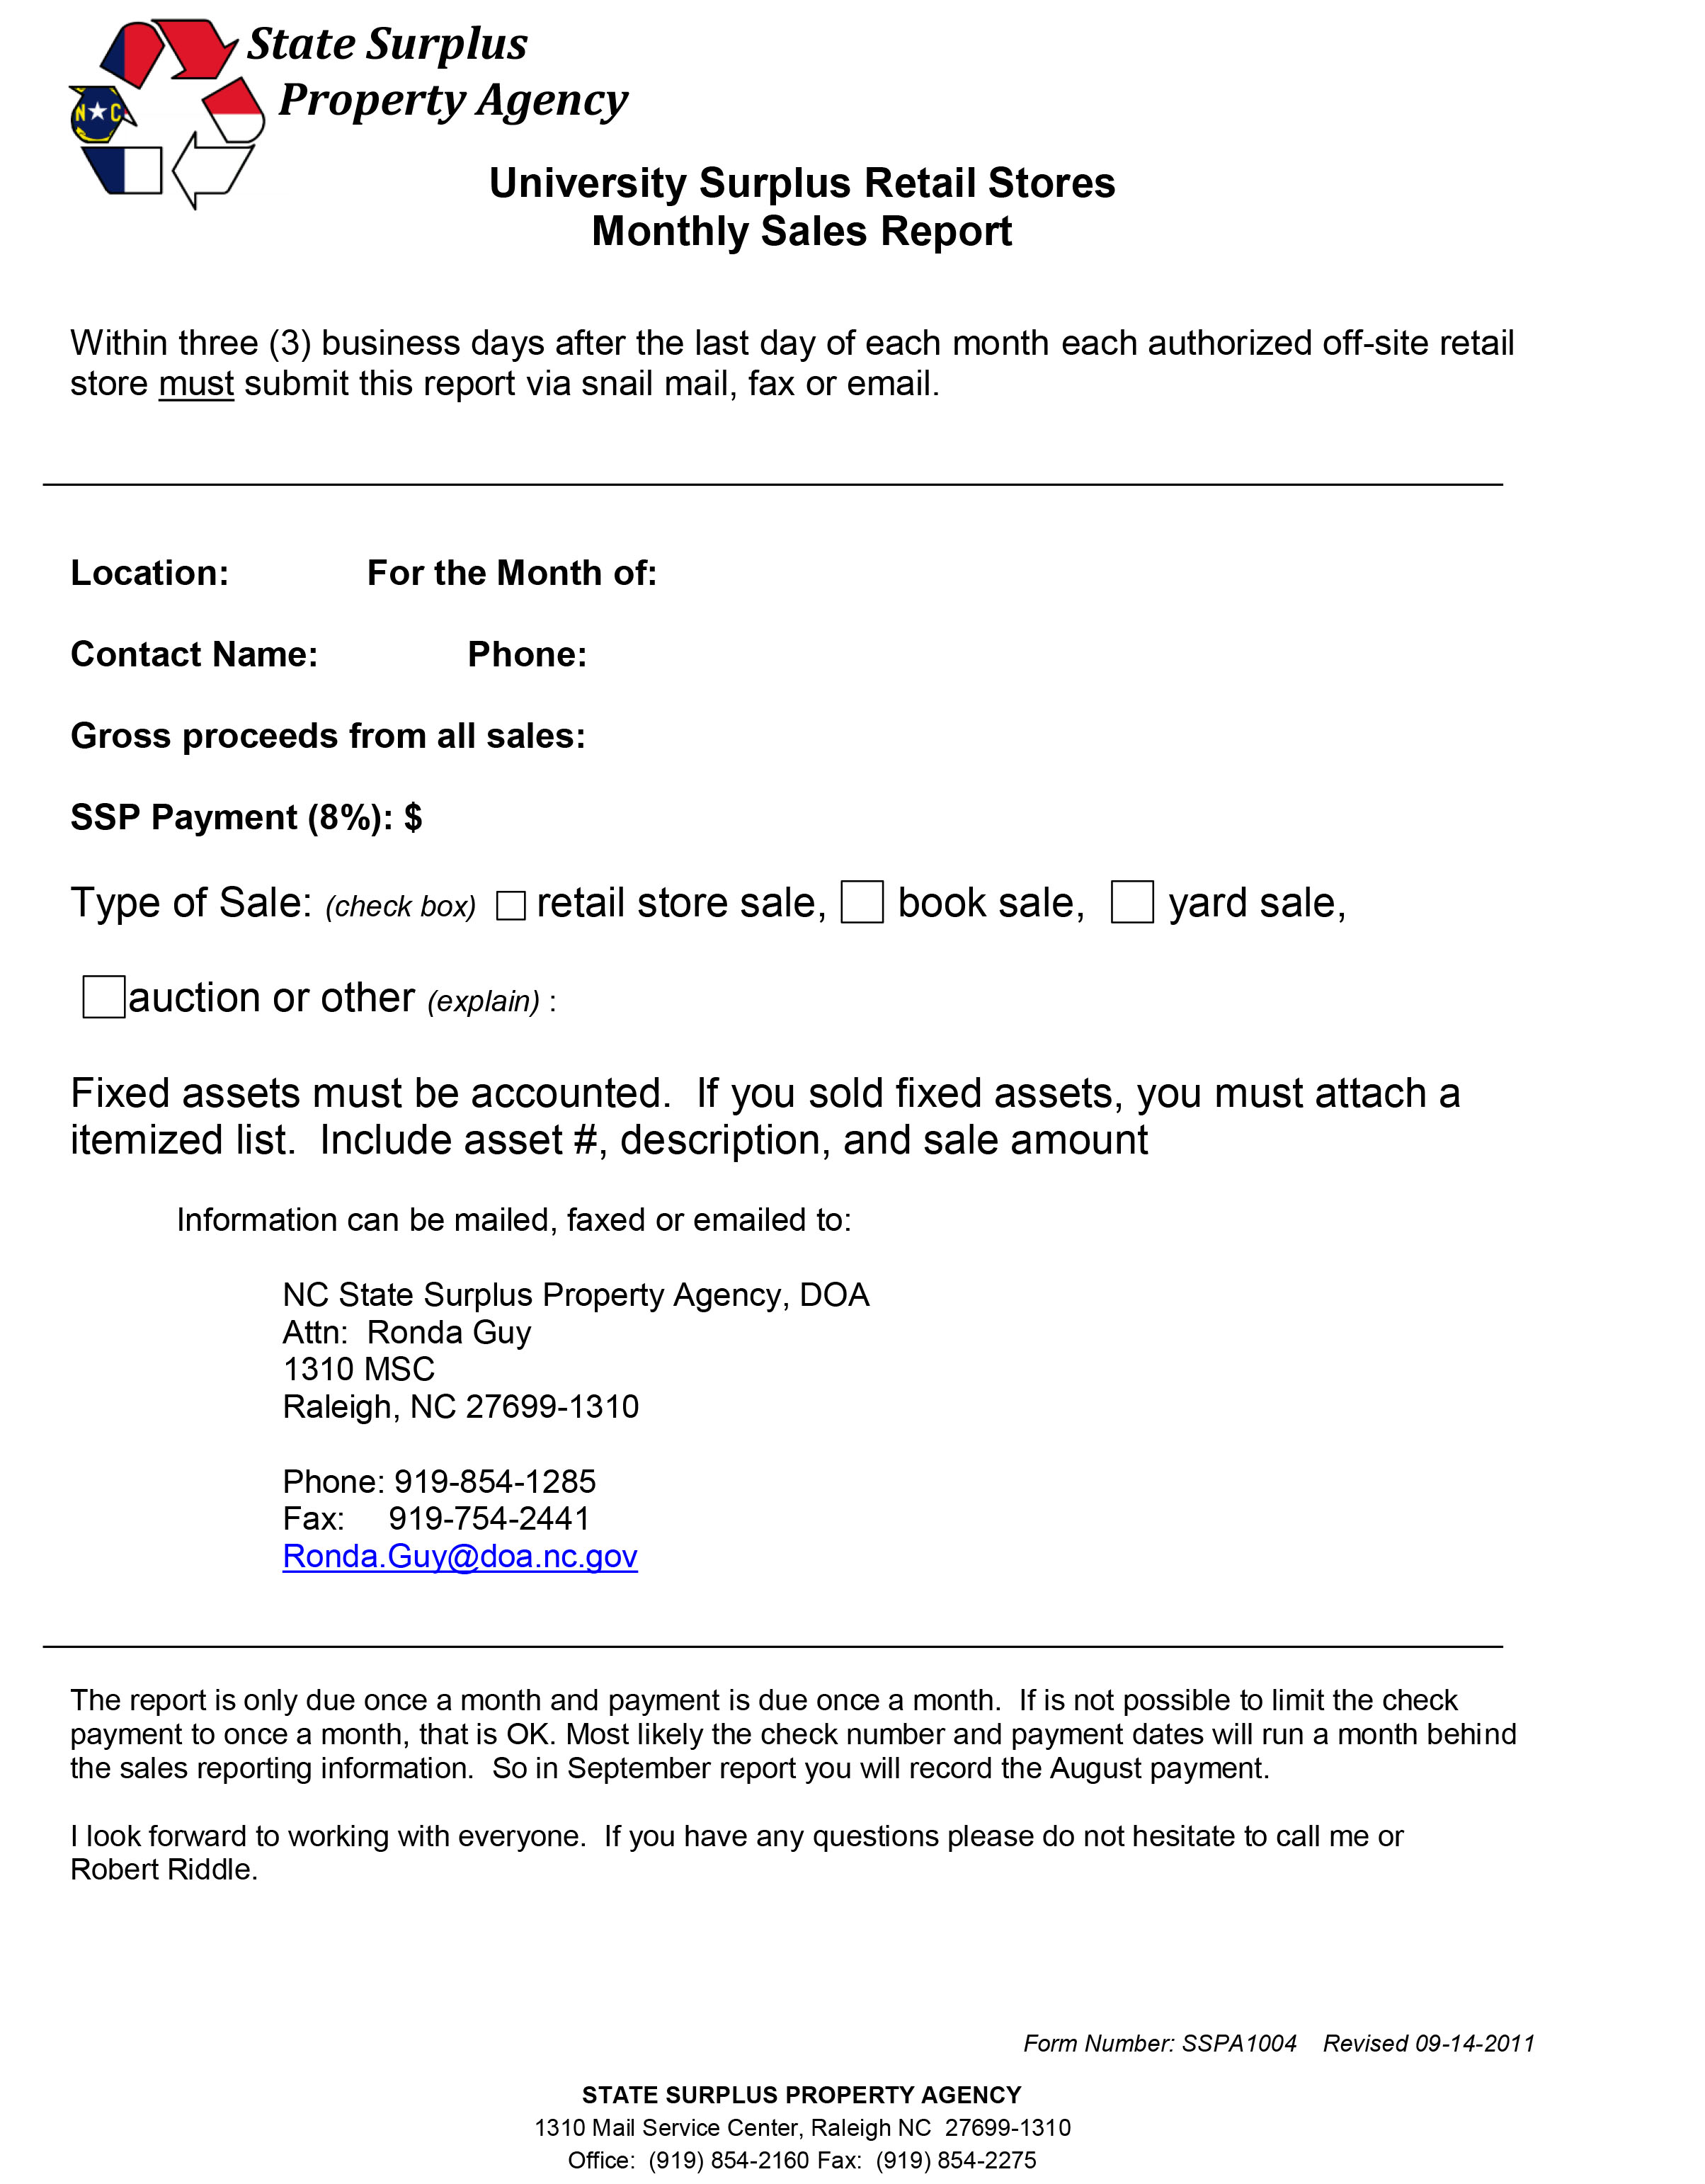 State Surplus
Property Agency
N C
University Surplus Retail Stores
Monthly Sales Report
Within three (3) business days after the last day of each month each authorized off-site retail
store must submit this report via snail mail, fax or email.
Location: For the Month of:
Contact Name: Phone:
Gross proceeds from all sales:
SSP Payment (8%): $
Type of Sale: (check box) retail store sale, book sale, yard sale,
auction or other (explain) :
Fixed assets must be accounted. If you sold fixed assets, you must attach a
itemized list. Include asset #, description, and sale amount
Information can be mailed, faxed or emailed to:
NC State Surplus Property Agency, DOA
Attn: Ronda Guy
1310 MSC
Raleigh, NC 27699-1310
Phone: 919-854-1285
Fax: 919-754-2441
Ronda.Guy@doa.nc.gov
The report is only due once a month and payment is due once a month. If is not possible to limit the check
payment to once a month, that is OK. Most likely the check number and payment dates will run a month behind
the sales reporting information. So in September report you will record the August payment.
I look forward to working with everyone. If you have any questions please do not hesitate to call me or
Robert Riddle.
Form Number: SSPA1004 Revised 09-14-2011
STATE SURPLUS PROPERTY AGENCY
1310 Mail Service Center, Raleigh NC 27699-1310
Office: (919) 854-2160 Fax: (919) 854-2275